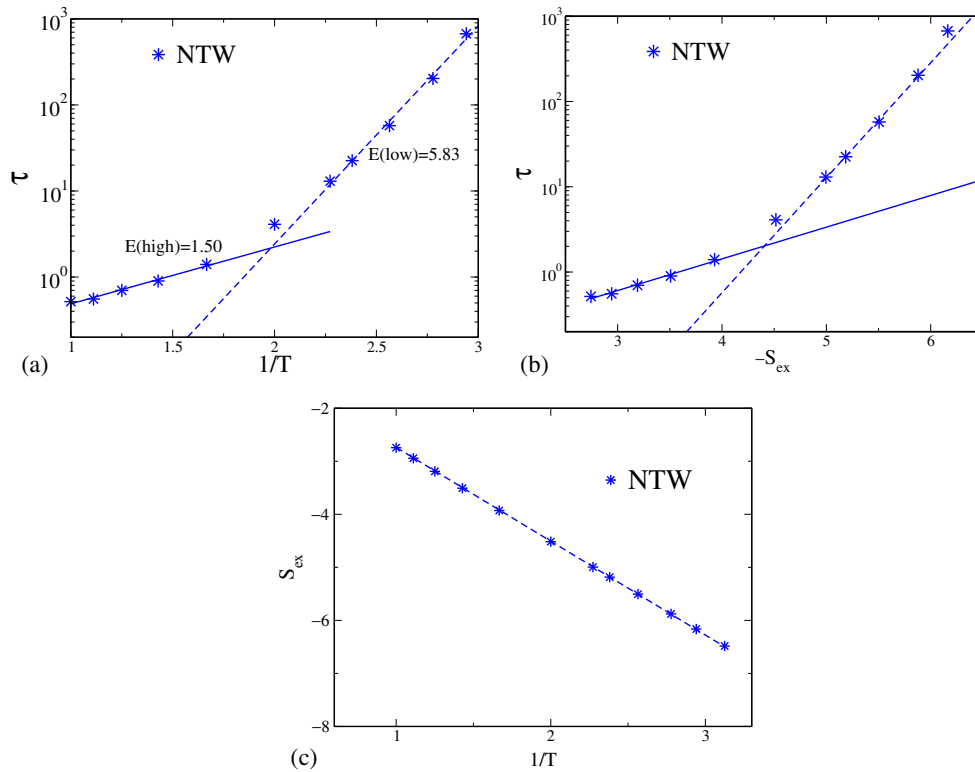 10^3
NTW
10^2
E(low)=5.83
τ
10^1
E(high)=1.50
10^0
1 1.5 2 2.5 3
(a) 1/T
10^3
NTW
10^2
τ
10^1
10^0
3 4 5 6
(b) −S_ex
−2
NTW
−4
S_ex
−6
−8
1 2 3
(c) 1/T